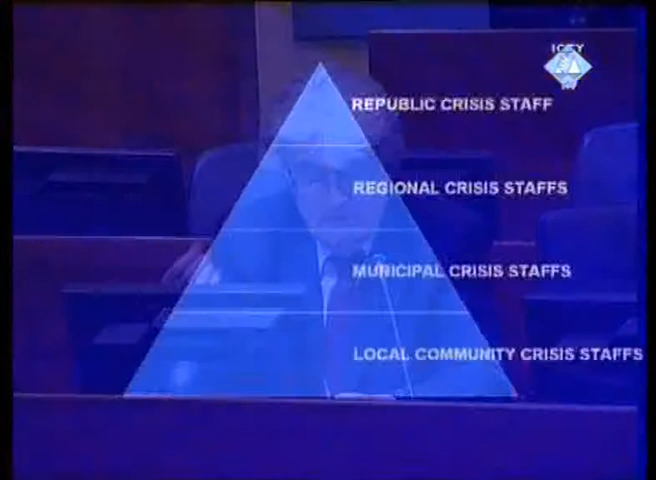 ICTY
REPUBLIC CRISIS STAFF
REGIONAL CRISIS STAFFS
MUNICIPAL CRISIS STAFFS
LOCAL COMMUNITY CRISIS STAFFS